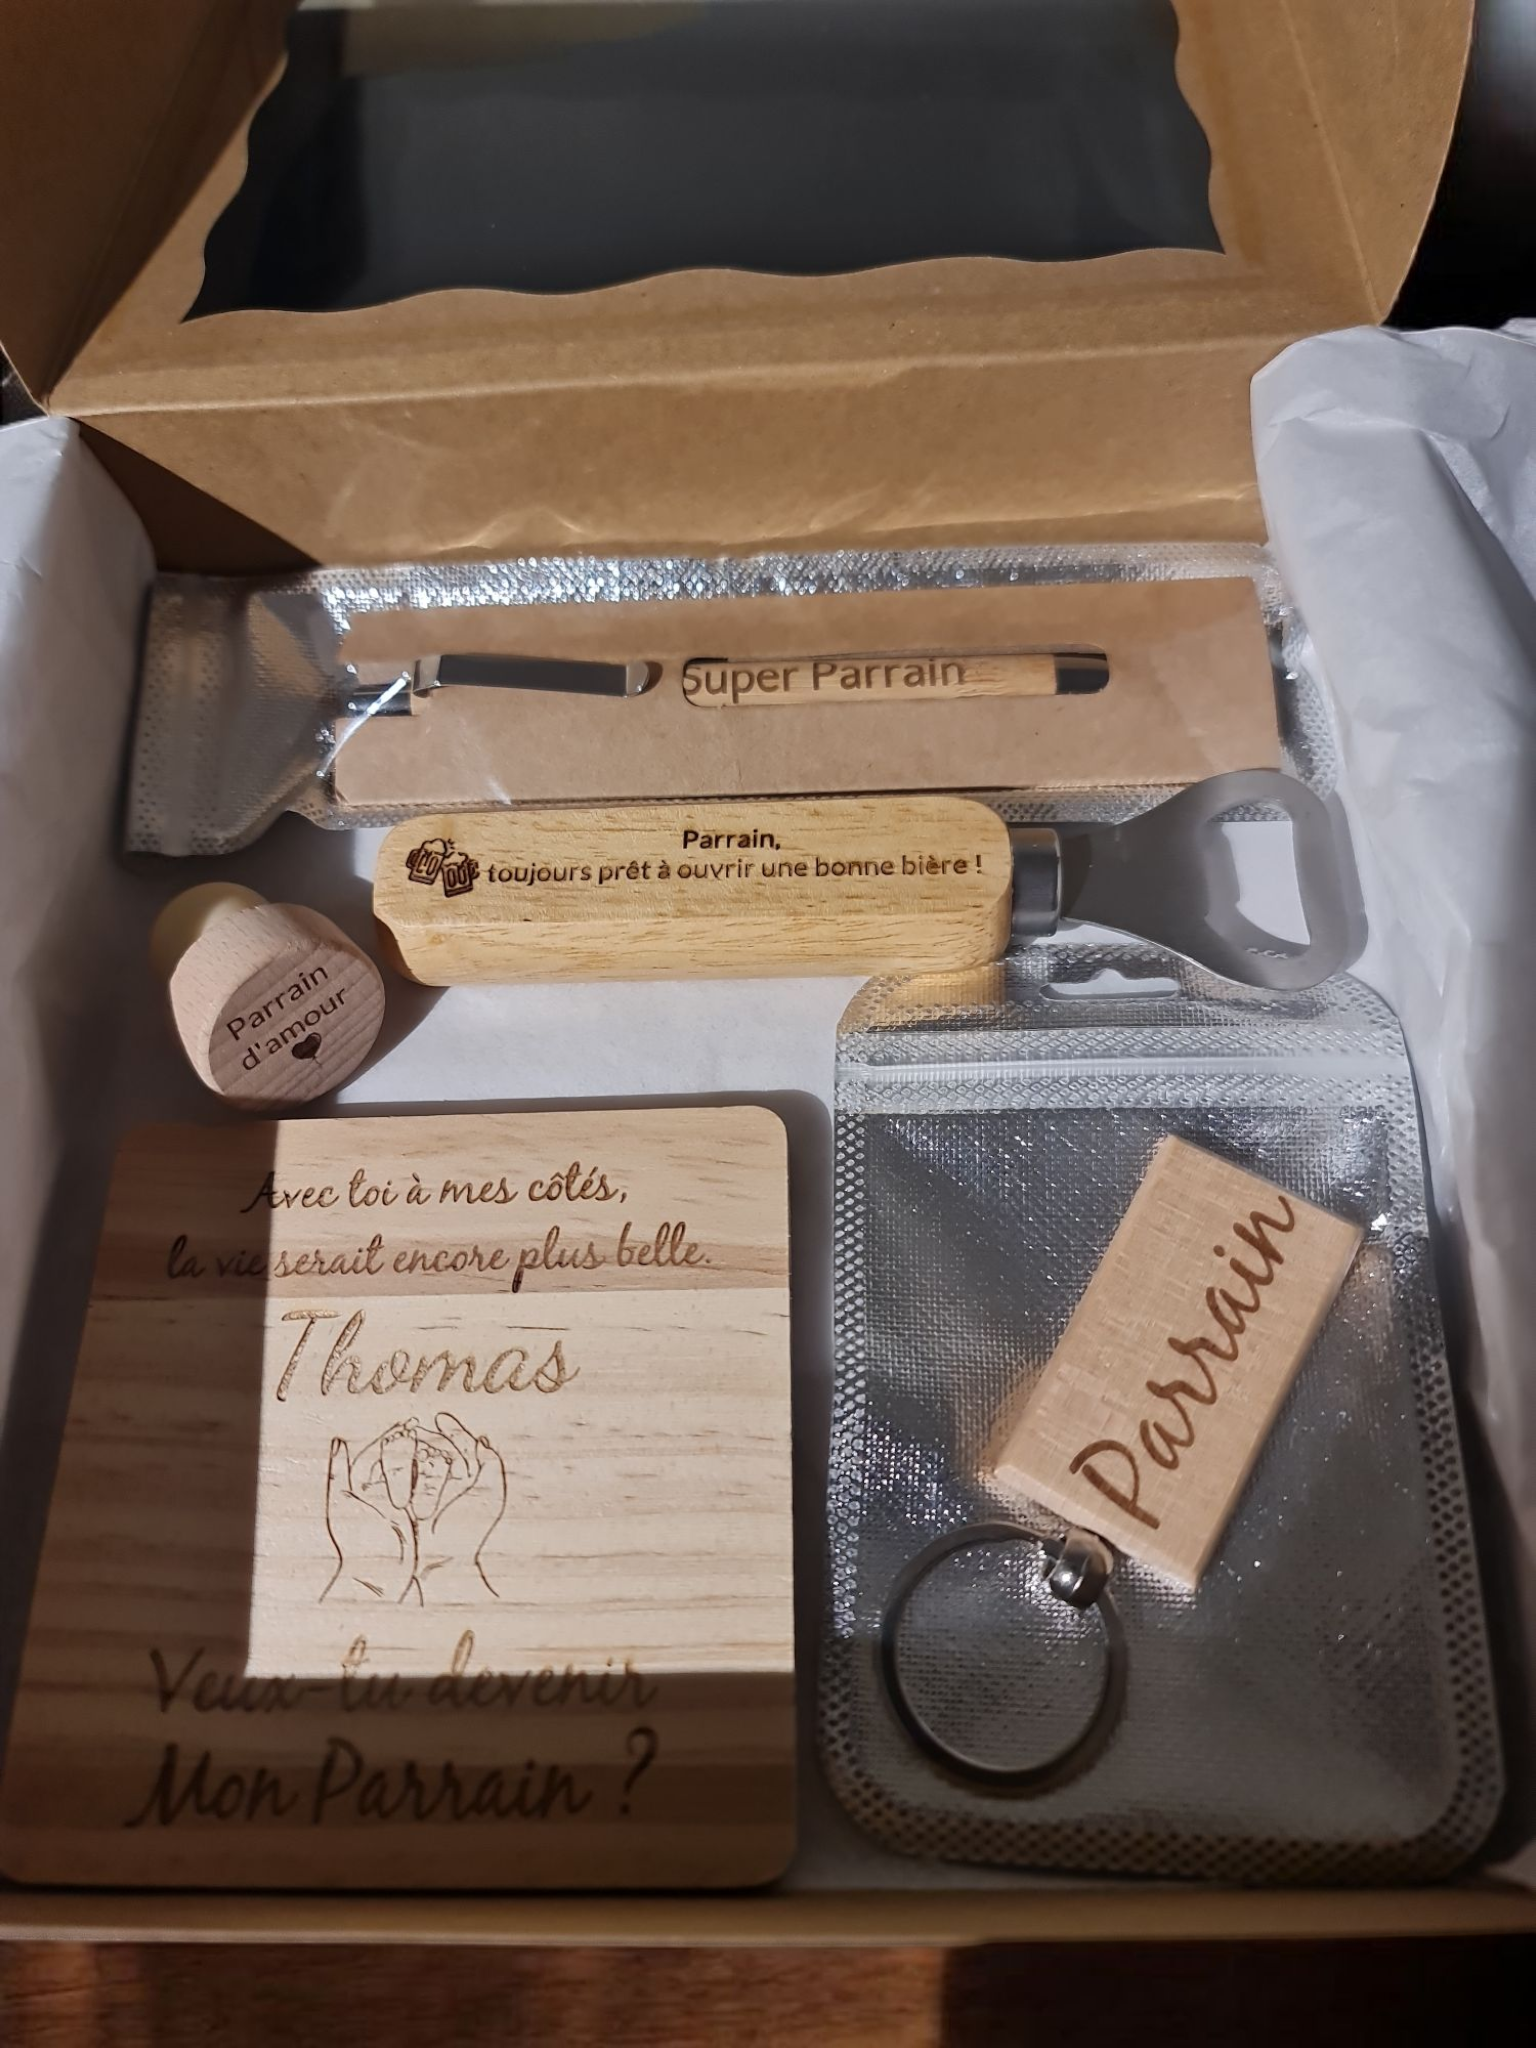 Super Parrain
Parrain,
toujours prêt à ouvrir une bonne bière !
Parrain
d'amour
Avec toi à mes côtés,
la vie serait encore plus belle.
Thomas
Veux-tu devenir
Mon Parrain ?
Parrain